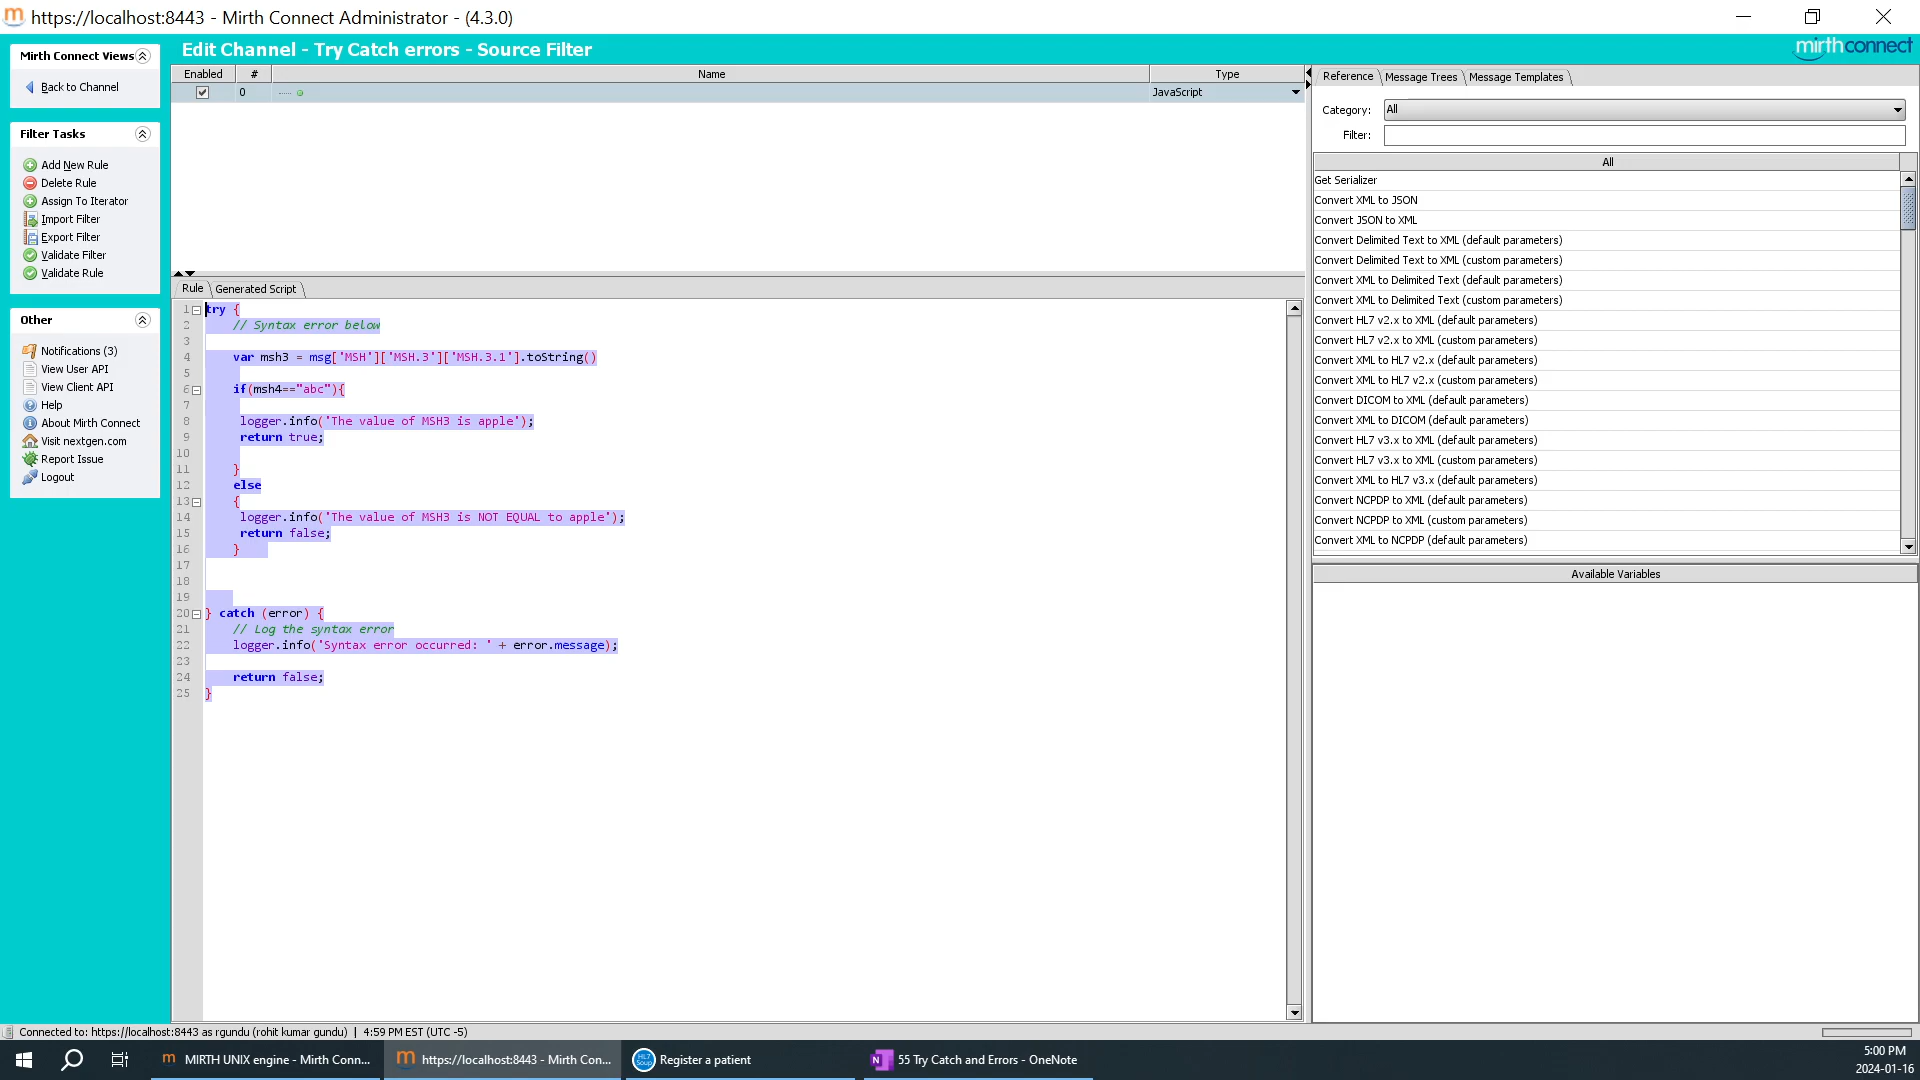 https://localhost:8443 - Mirth Connect Administrator - (4.3.0)
Mirth Connect Views
Back to Channel
Filter Tasks
Add New Rule
Delete Rule
Assign To Iterator
Import Filter
Export Filter
Validate Filter
Validate Rule
Other
Notifications (3)
View User API
View Client API
Help
About Mirth Connect
Visit nextgen.com
Report Issue
Logout
Edit Channel - Try Catch errors - Source Filter
mirthconnect
Enabled # Name Type
0 JavaScript
Rule Generated Script
1 try {
2 // Syntax error below
3
4 var msh3 = msg['MSH']['MSH.3']['MSH.3.1'].toString()
5
6 if(msh4=="abc"){
7
8 logger.info('The value of MSH3 is apple');
9 return true;
10
11 }
12 else
13 {
14 logger.info('The value of MSH3 is NOT EQUAL to apple');
15 return false;
16 }
17
18
19
20 } catch (error) {
21 // Log the syntax error
22 logger.info('Syntax error occurred: ' + error.message);
23
24 return false;
25 }
Reference Message Trees Message Templates
Category: All
Filter:
All
Get Serializer
Convert XML to JSON
Convert JSON to XML
Convert Delimited Text to XML (default parameters)
Convert Delimited Text to XML (custom parameters)
Convert XML to Delimited Text (default parameters)
Convert XML to Delimited Text (custom parameters)
Convert HL7 v2.x to XML (default parameters)
Convert HL7 v2.x to XML (custom parameters)
Convert XML to HL7 v2.x (default parameters)
Convert XML to HL7 v2.x (custom parameters)
Convert DICOM to XML (default parameters)
Convert XML to DICOM (default parameters)
Convert HL7 v3.x to XML (default parameters)
Convert HL7 v3.x to XML (custom parameters)
Convert XML to HL7 v3.x (default parameters)
Convert NCPDP to XML (default parameters)
Convert NCPDP to XML (custom parameters)
Convert XML to NCPDP (default parameters)
Available Variables
Connected to: https://localhost:8443 as rgundu (rohit kumar gundu) | 4:59 PM EST (UTC -5)
MIRTH UNIX engine - Mirth Conn...
https://localhost:8443 - Mirth Con...
HL7 Soup
Register a patient
55 Try Catch and Errors - OneNote
5:00 PM
2024-01-16